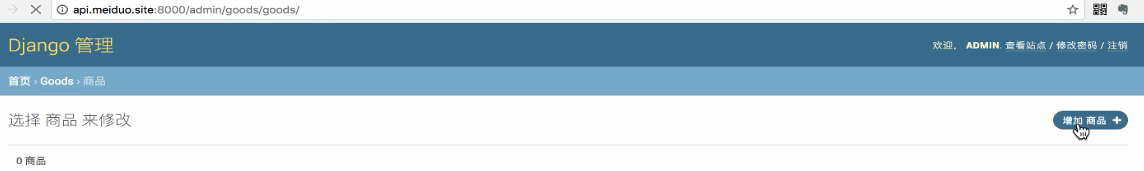 api.meiduo.site:8000/admin/goods/goods/
Django 管理
欢迎, ADMIN. 查看站点 / 修改密码 / 注销
首页 › Goods › 商品
选择 商品 来修改
增加 商品 +
0 商品